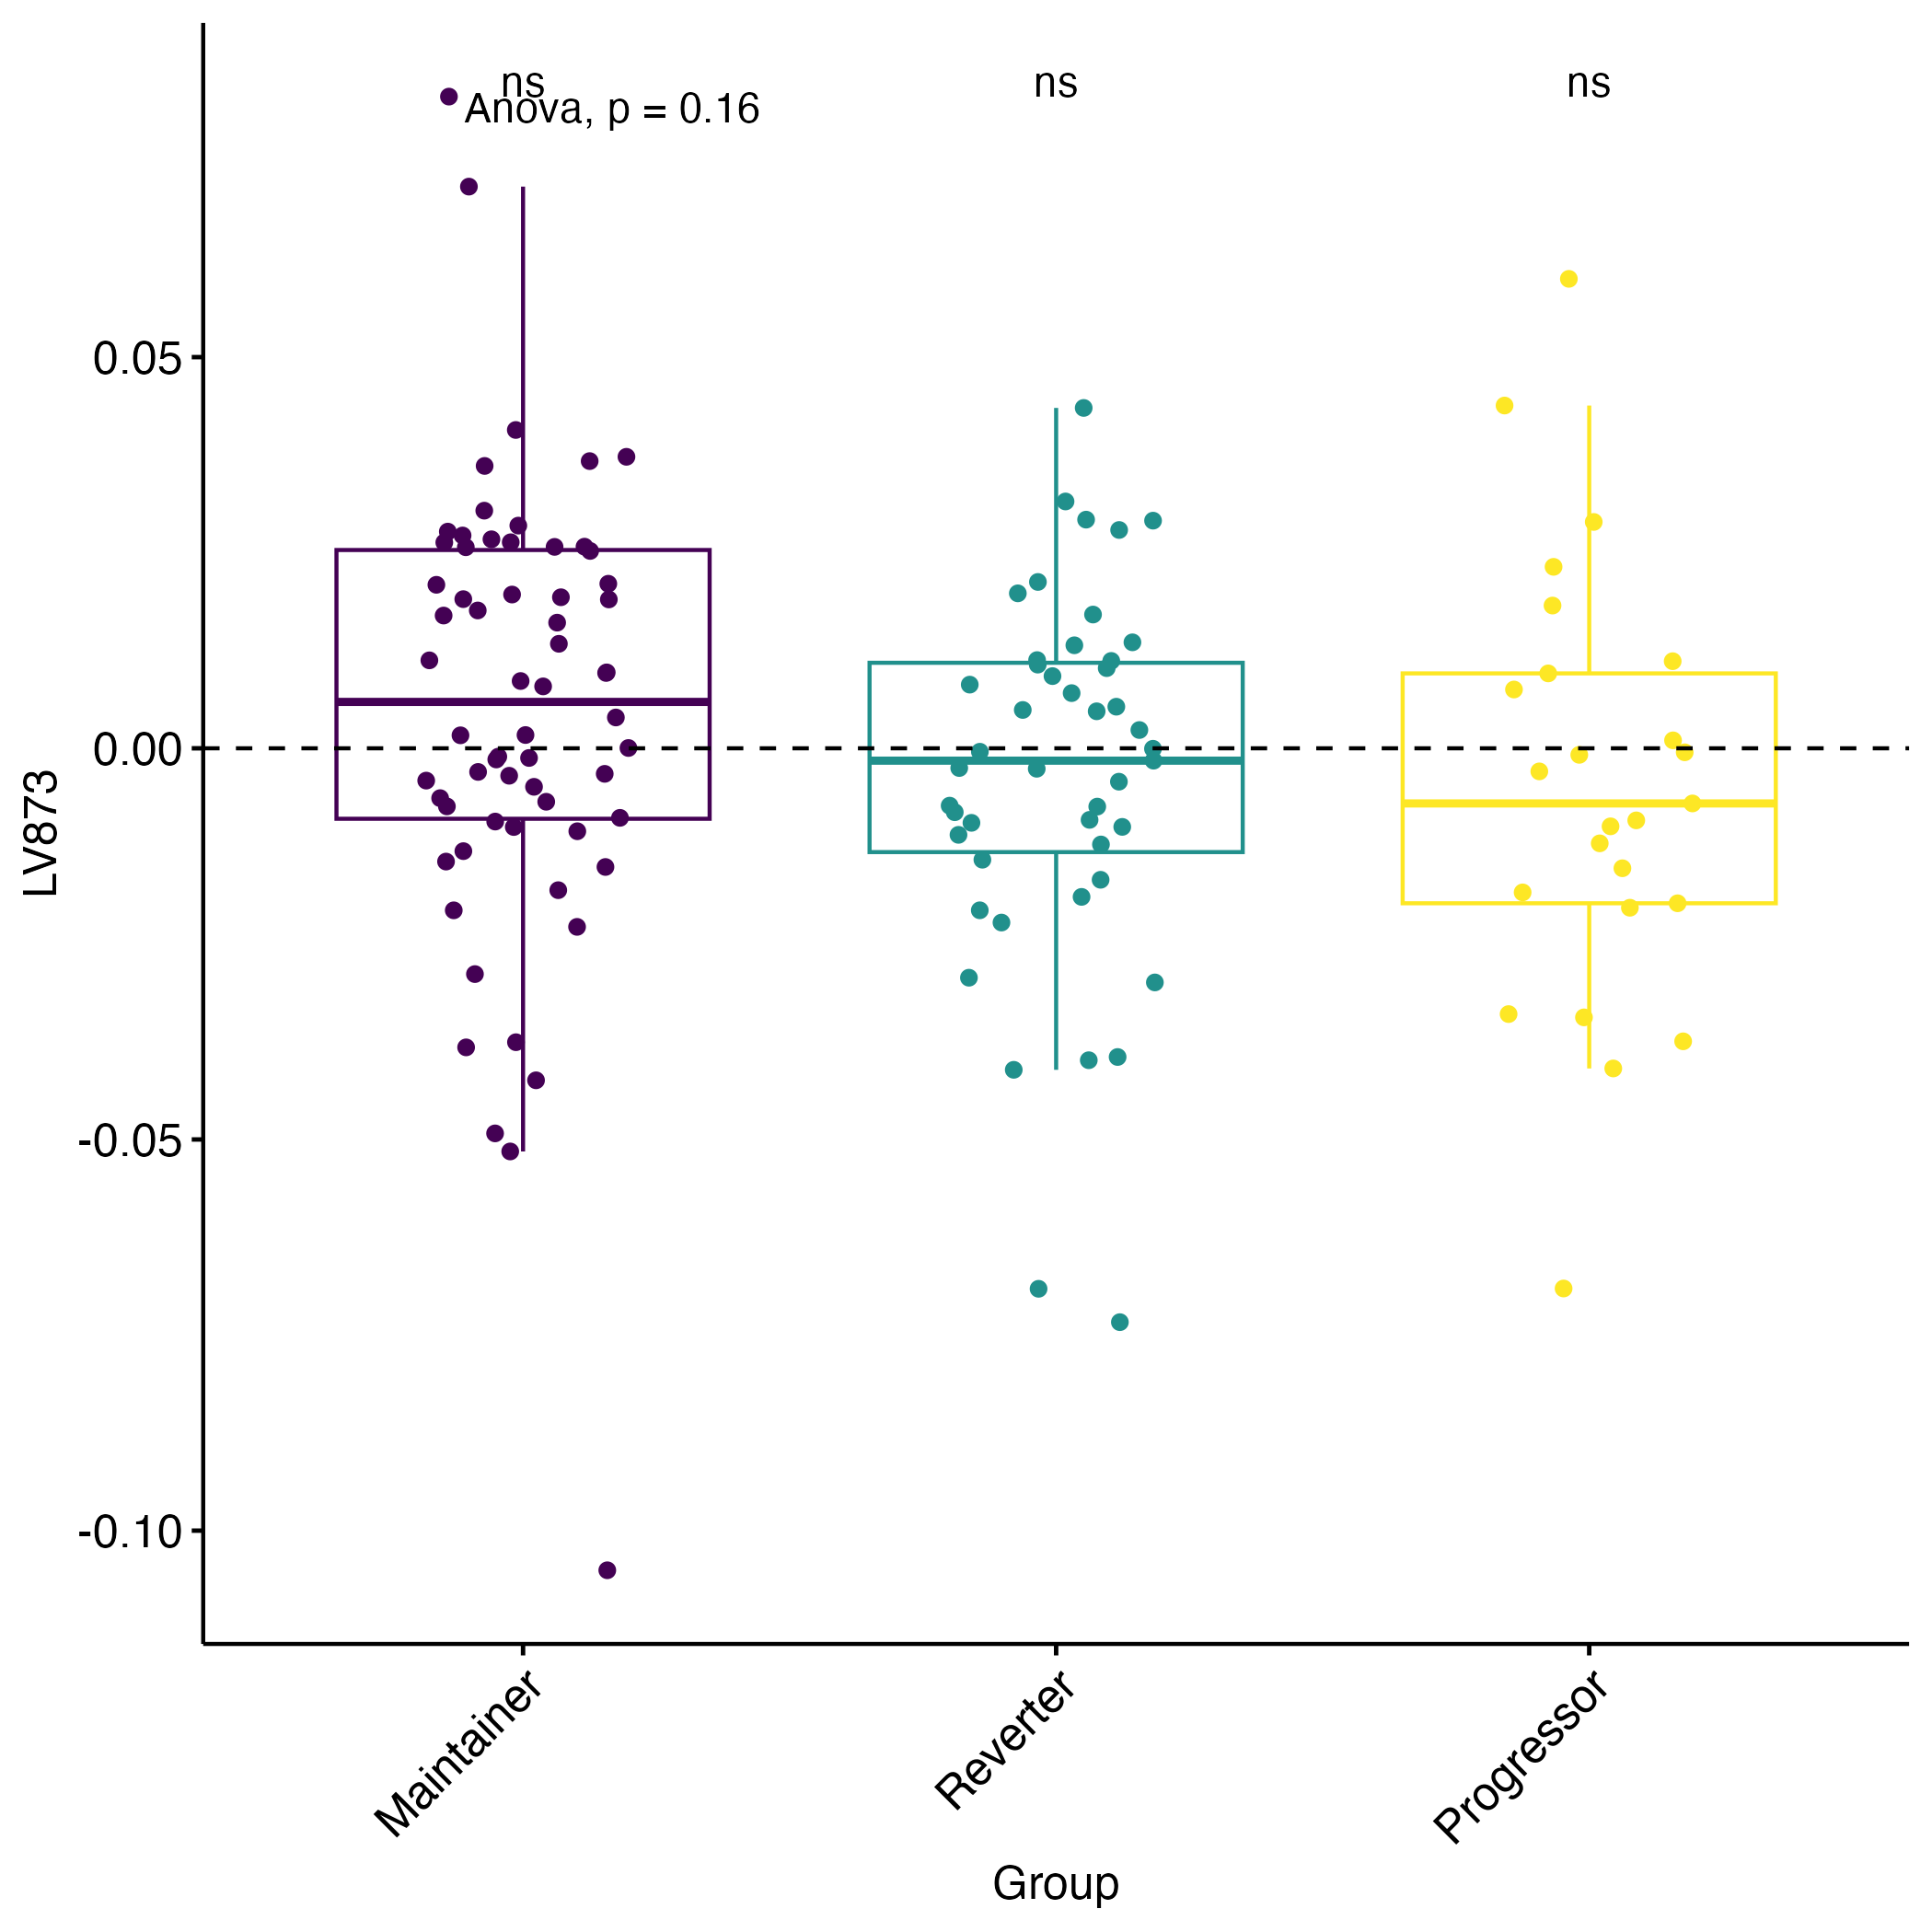 ns
ns
ns
Anova, p = 0.16
0.05
0.00
-0.05
-0.10
LV873
Maintainer
Reverter
Progressor
Group